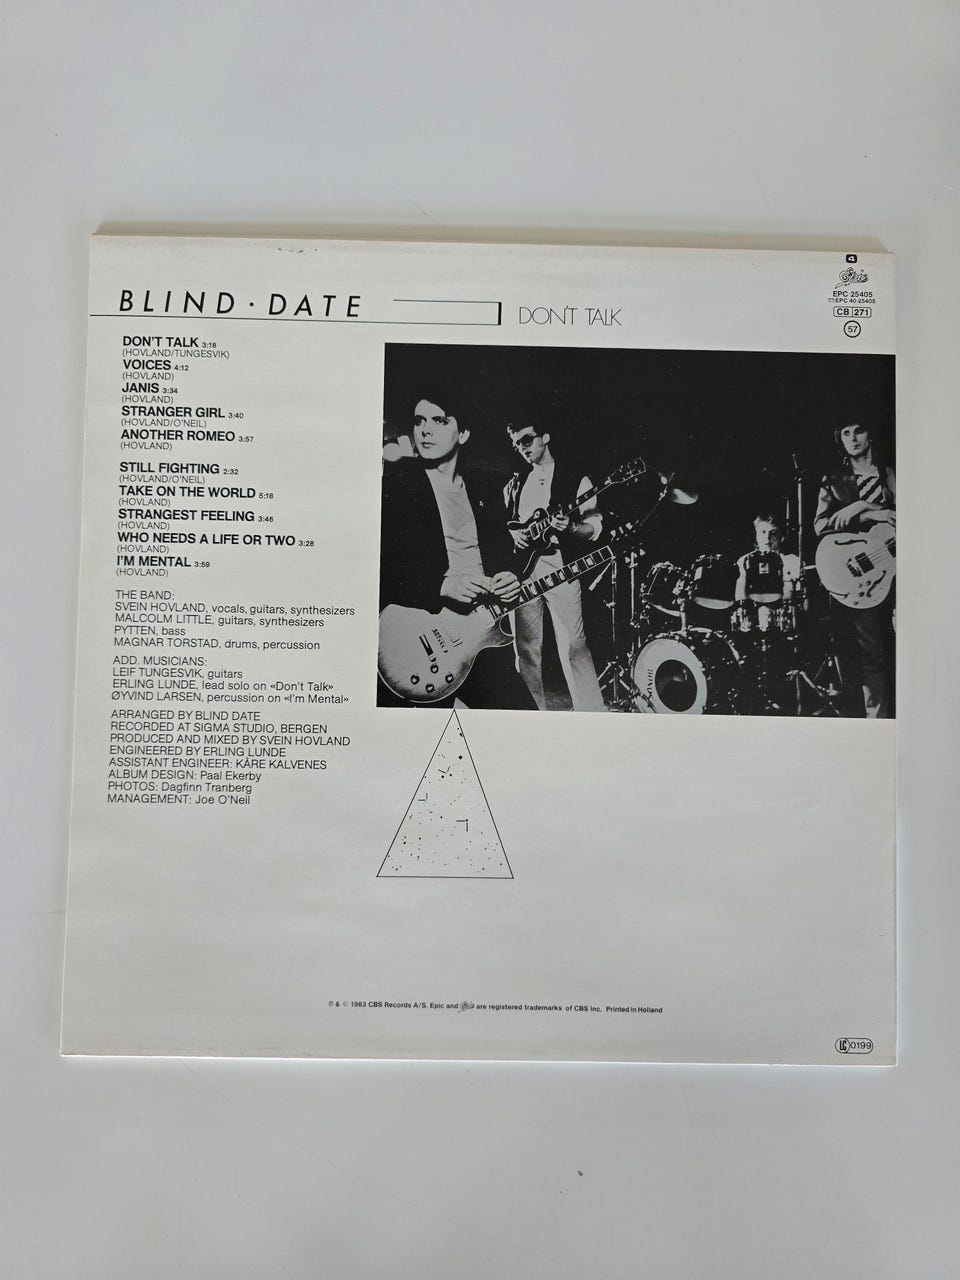 4
Epic
EPC 25405
EPC 40-25405
CB 271
57
BLIND·DATE
DON'T TALK
DON'T TALK 3:18
(HOVLAND/TUNGESVIK)
VOICES 4:12
(HOVLAND)
JANIS 3:34
(HOVLAND)
STRANGER GIRL 3:40
(HOVLAND/O'NEIL)
ANOTHER ROMEO 3:57
(HOVLAND)
STILL FIGHTING 2:32
(HOVLAND/O'NEIL)
TAKE ON THE WORLD 5:18
(HOVLAND)
STRANGEST FEELING 3:46
(HOVLAND)
WHO NEEDS A LIFE OR TWO 3:28
(HOVLAND)
I'M MENTAL 3:59
(HOVLAND)
THE BAND:
SVEIN HOVLAND, vocals, guitars, synthesizers
MALCOLM LITTLE, guitars, synthesizers
PYTTEN, bass
MAGNAR TORSTAD, drums, percussion
ADD. MUSICIANS:
LEIF TUNGESVIK, guitars
ERLING LUNDE, lead solo on «Don't Talk»
ØYVIND LARSEN, percussion on «I'm Mental»
ARRANGED BY BLIND DATE
RECORDED AT SIGMA STUDIO, BERGEN
PRODUCED AND MIXED BY SVEIN HOVLAND
ENGINEERED BY ERLING LUNDE
ASSISTANT ENGINEER: KÅRE KALVENES
ALBUM DESIGN: Paal Ekerby
PHOTOS: Dagfinn Tranberg
MANAGEMENT: Joe O'Neil
SONOR
℗ & © 1983 CBS Records A/S. Epic and Epic are registered trademarks of CBS Inc. Printed in Holland
LC 0199